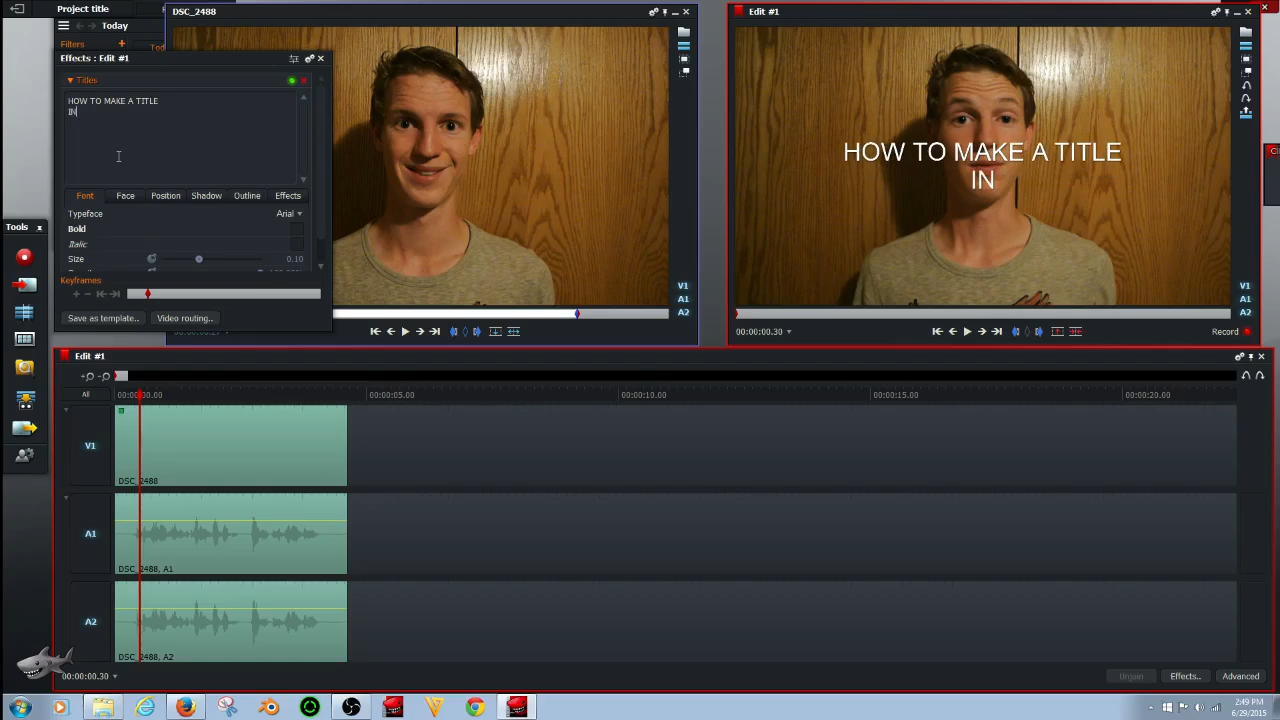 Project title
Today
Filters
Effects : Edit #1
Titles
HOW TO MAKE A TITLE
IN
Font Face Position Shadow Outline Effects
Typeface Arial
Bold
Italic
Size 0.10
Keyframes
Save as template.. Video routing..
DSC_2488
Edit #1
HOW TO MAKE A TITLE
IN
V1
A1
A2
V1
A1
A2
00:00:00.30
Record
Tools
Edit #1
All
00:00:00.00 00:00:05.00 00:00:10.00 00:00:15.00 00:00:20.00
V1
DSC_2488
A1
DSC_2488, A1
A2
DSC_2488, A2
00:00:00.30
Unjoin Effects.. Advanced
2:49 PM
6/29/2015